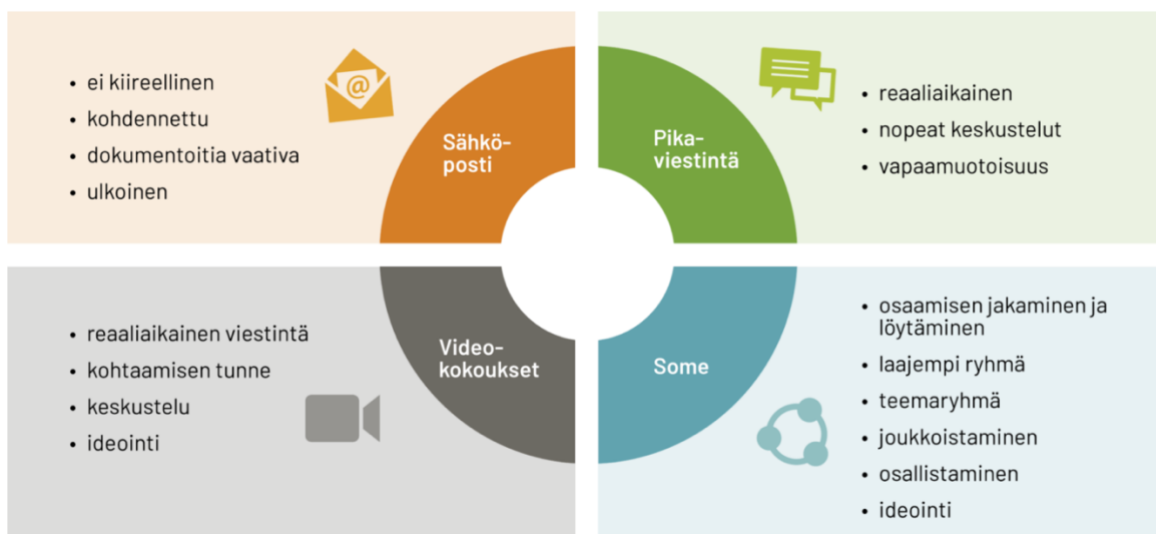 • ei kiireellinen
• kohdennettu
• dokumentoitia vaativa
• ulkoinen
@
Sähkö-
posti
Pika-
viestintä
• reaaliaikainen
• nopeat keskustelut
• vapaamuotoisuus
• reaaliaikainen viestintä
• kohtaamisen tunne
• keskustelu
• ideointi
Video-
kokoukset
Some
• osaamisen jakaminen ja
löytäminen
• laajempi ryhmä
• teemaryhmä
• joukkoistaminen
• osallistaminen
• ideointi